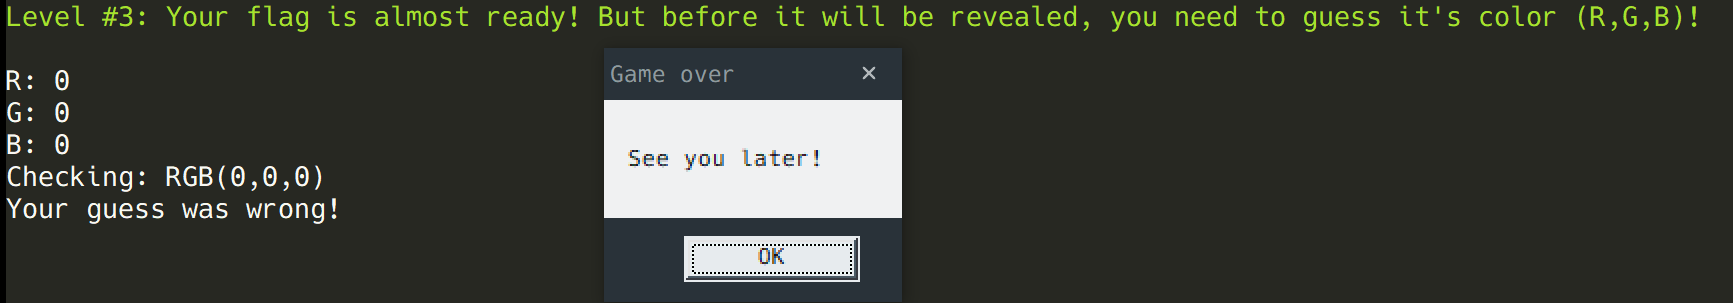 Level #3: Your flag is almost ready! But before it will be revealed, you need to guess it's color (R,G,B)!
R: 0
G: 0
B: 0
Checking: RGB(0,0,0)
Your guess was wrong!
Game over ×
See you later!
OK